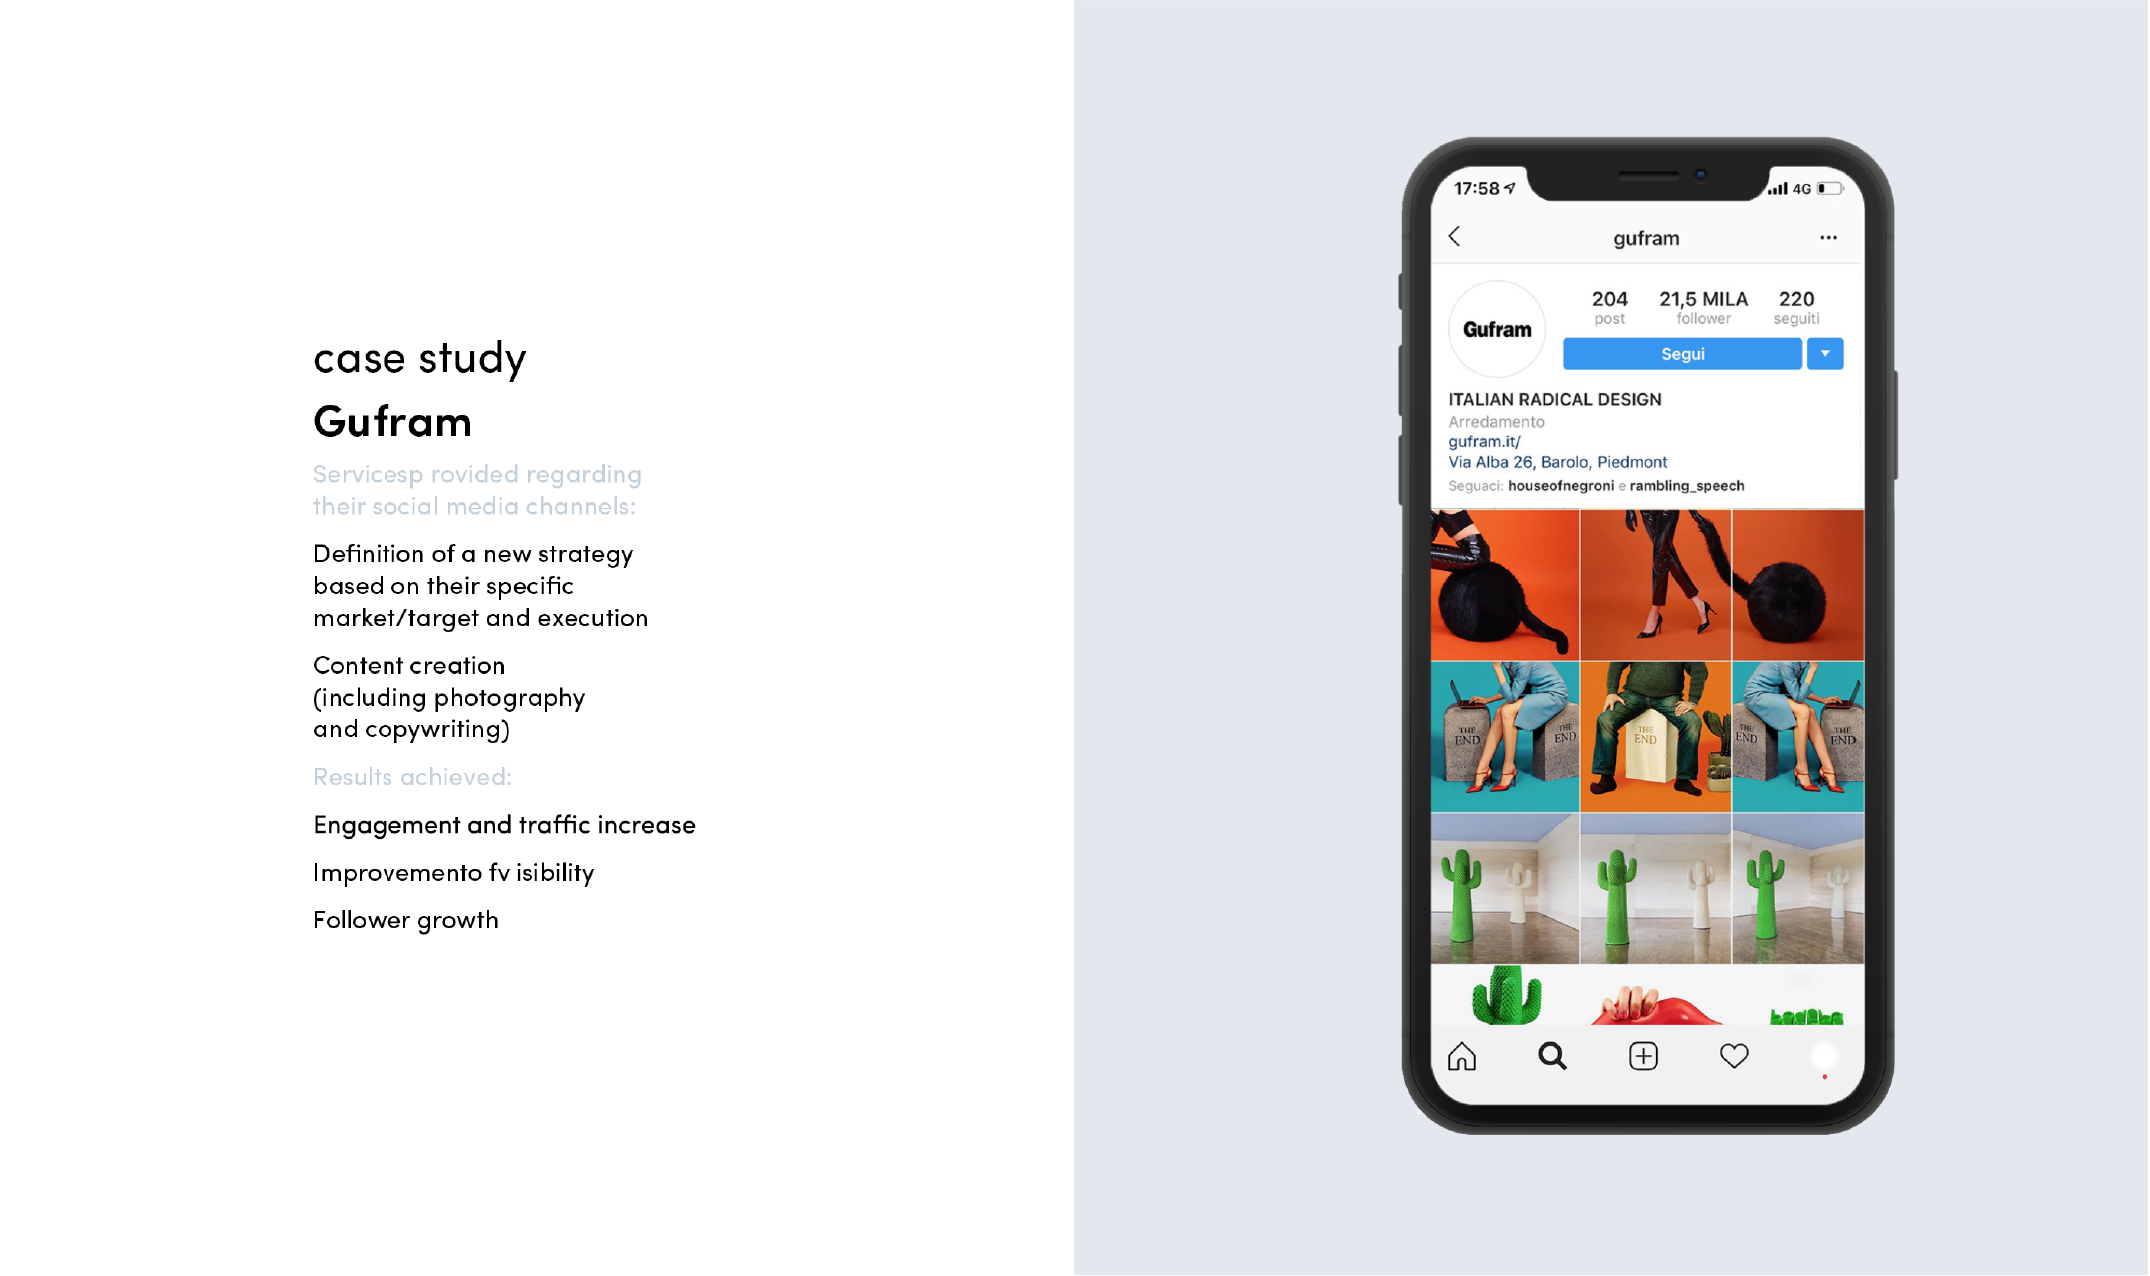 case study
Gufram
Servicesp rovided regarding
their social media channels:
Definition of a new strategy
based on their specific
market/target and execution
Content creation
(including photography
and copywriting)
Results achieved:
Engagement and traffic increase
Improvemento fv isibility
Follower growth
17:58
4G
gufram
Gufram
204
21,5 MILA
220
post
follower
seguiti
Segui
ITALIAN RADICAL DESIGN
Arredamento
gufram.it/
Via Alba 26, Barolo, Piedmont
Seguaci: houseofnegroni e rambling_speech
THE
END
THE
END
THE
END
THE
END
THE
END